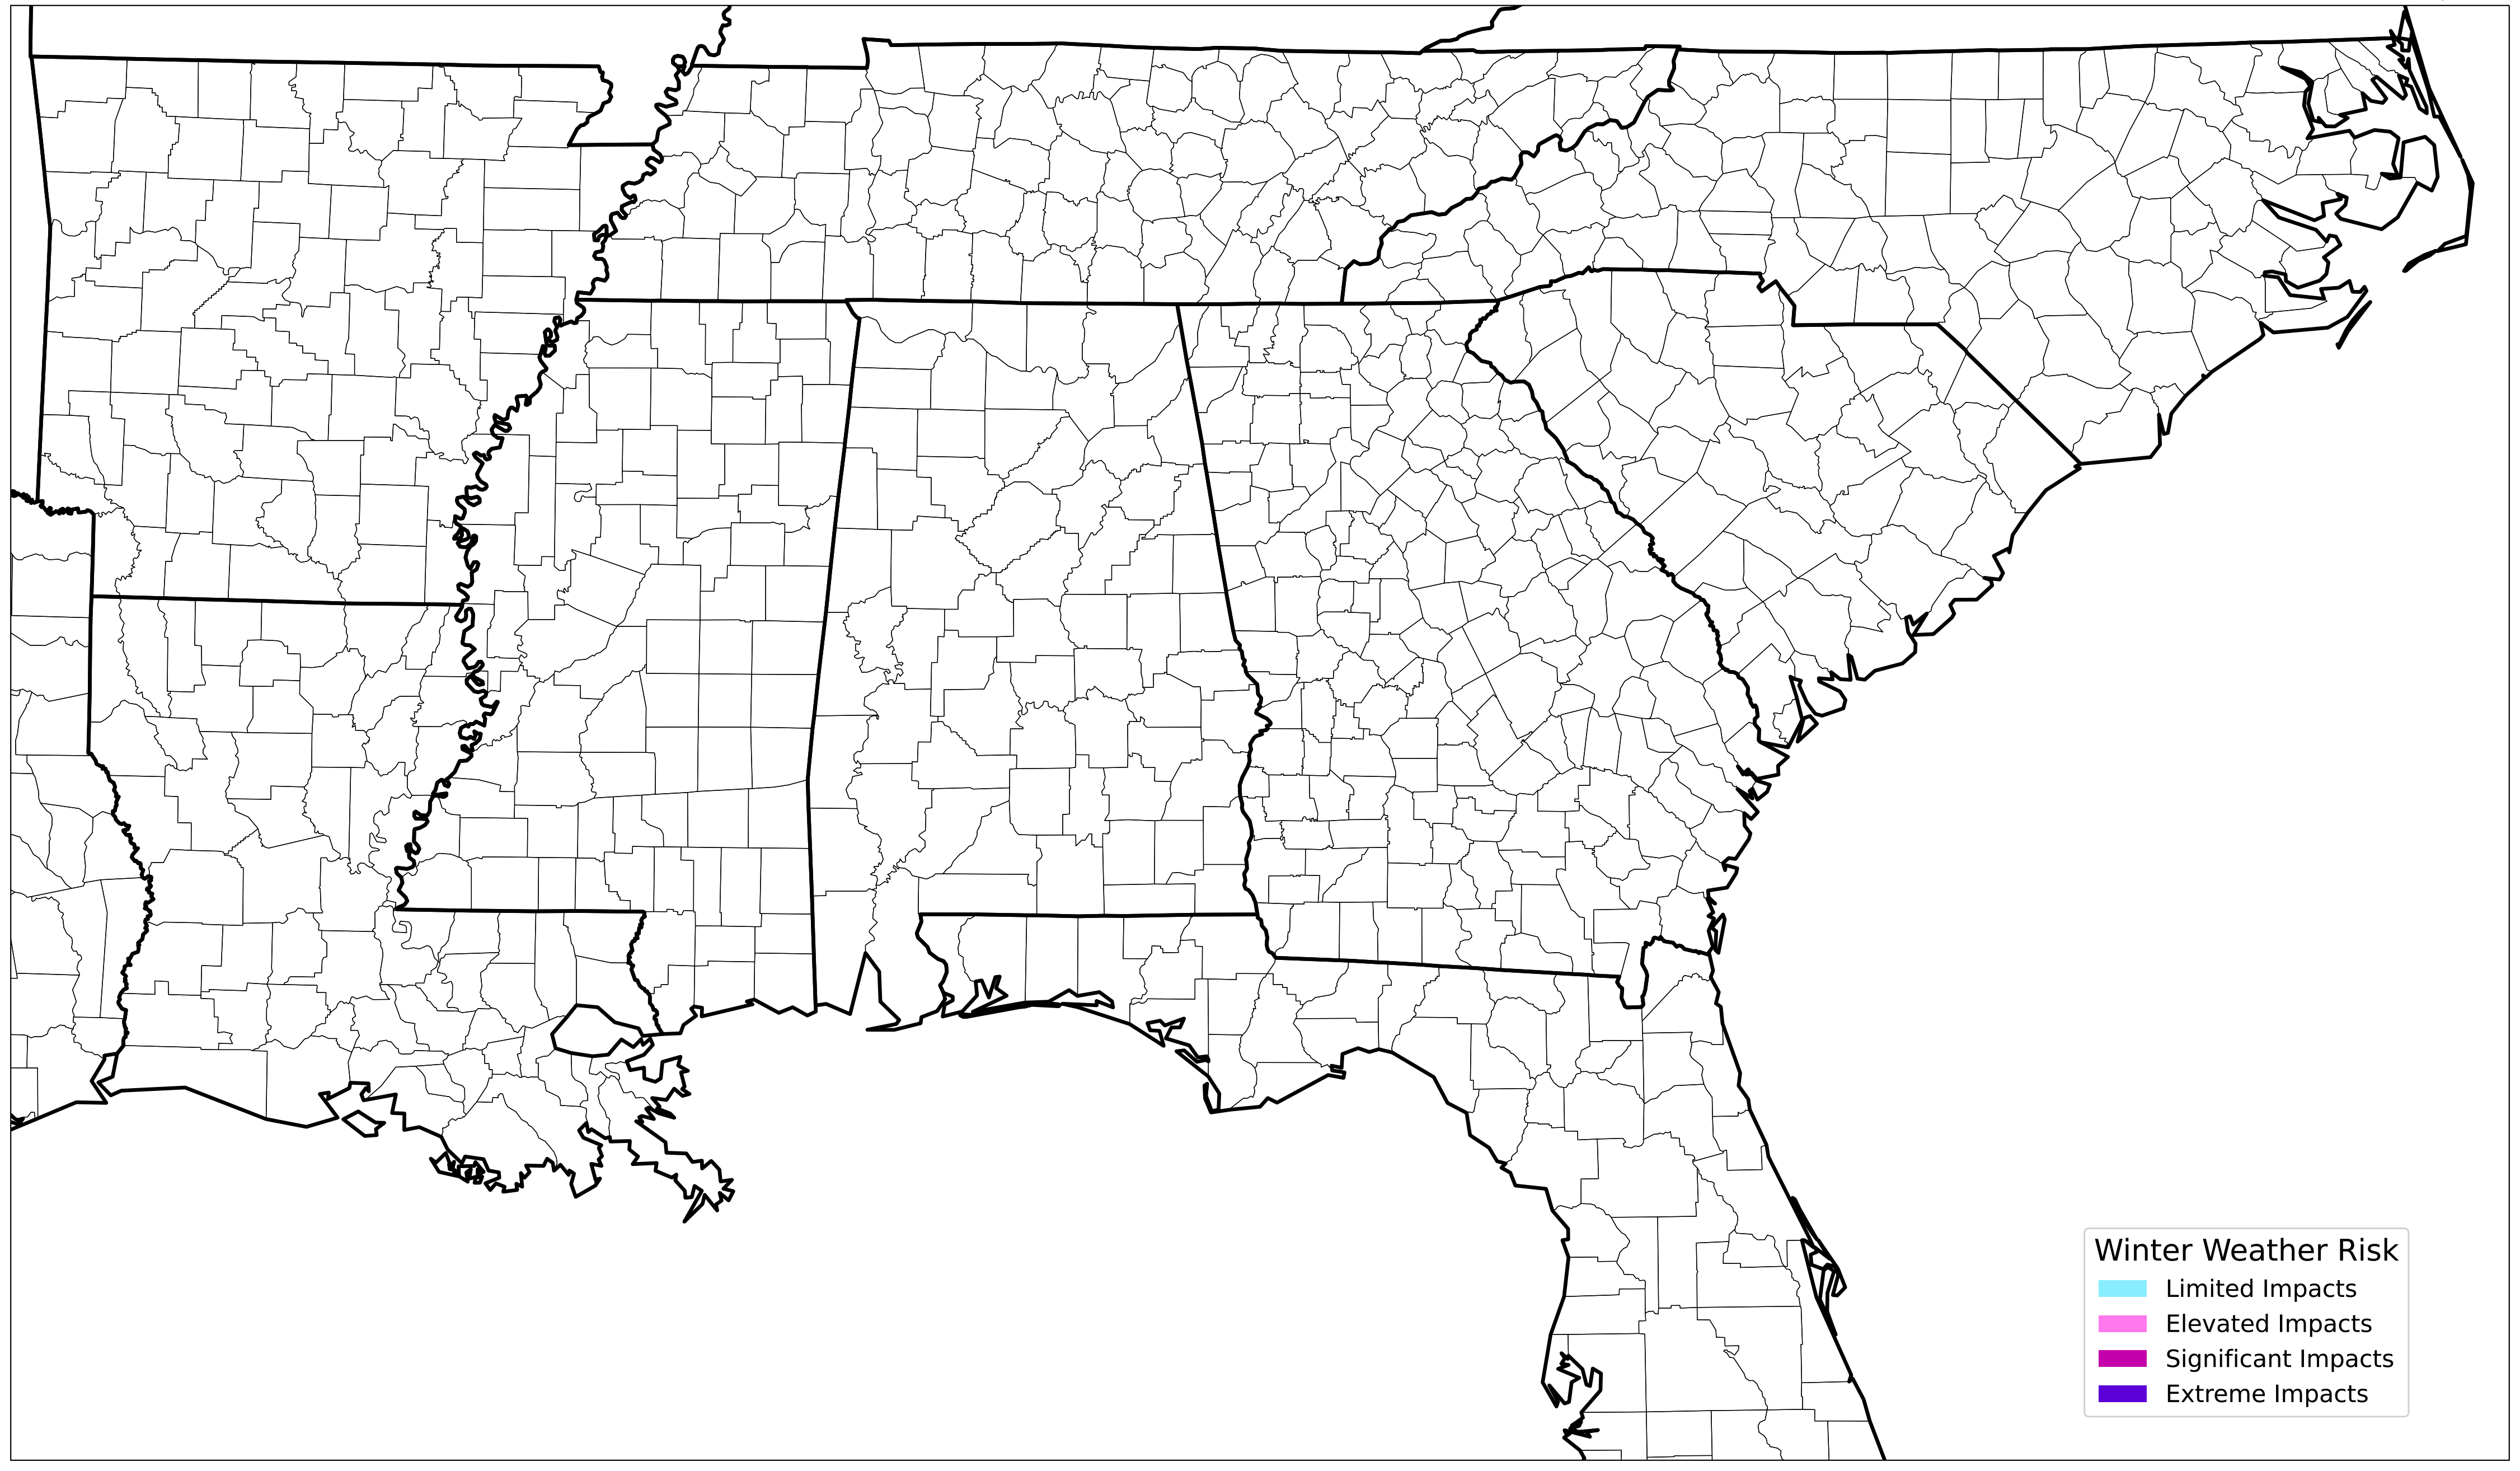 Winter Weather Risk
Limited Impacts
Elevated Impacts
Significant Impacts
Extreme Impacts